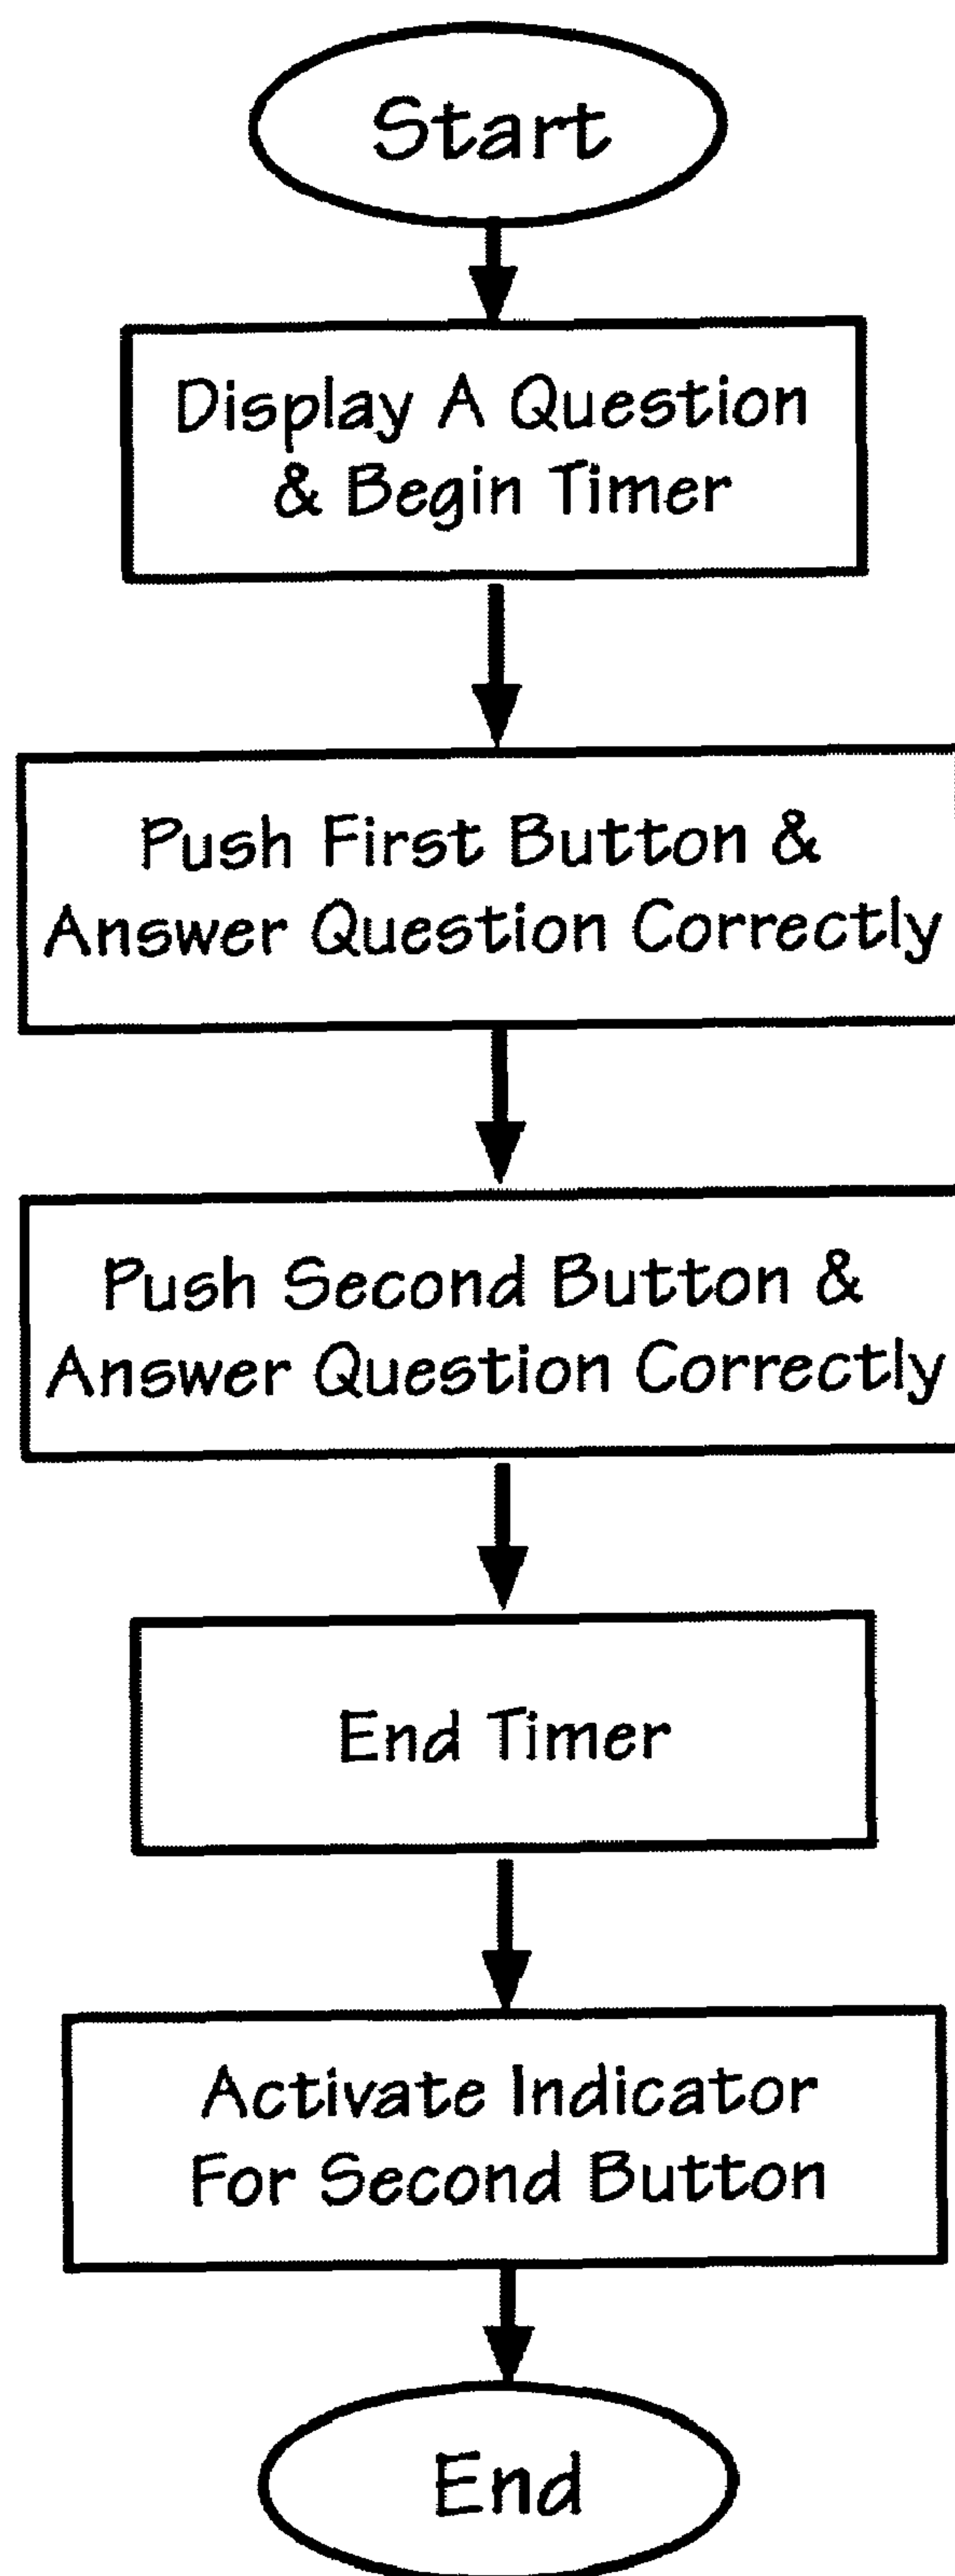 Start
Display A Question
& Begin Timer
Push First Button &
Answer Question Correctly
Push Second Button &
Answer Question Correctly
End Timer
Activate Indicator
For Second Button
End